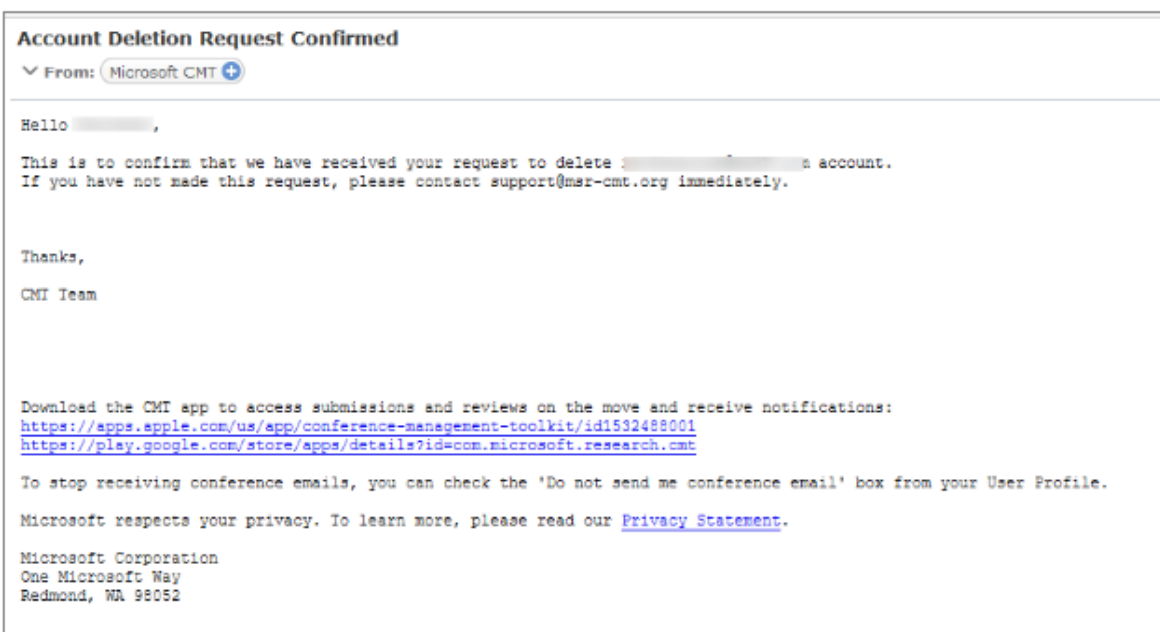 Account Deletion Request Confirmed
From: Microsoft CMT
Hello ,
This is to confirm that we have received your request to delete account.
If you have not made this request, please contact support@msr-cmt.org immediately.
Thanks,
CMT Team
Download the CMT app to access submissions and reviews on the move and receive notifications:
https://apps.apple.com/us/app/conference-management-toolkit/id1532488001
https://play.google.com/store/apps/details?id=com.microsoft.research.cmt
To stop receiving conference emails, you can check the 'Do not send me conference email' box from your User Profile.
Microsoft respects your privacy. To learn more, please read our Privacy Statement.
Microsoft Corporation
One Microsoft Way
Redmond, WA 98052